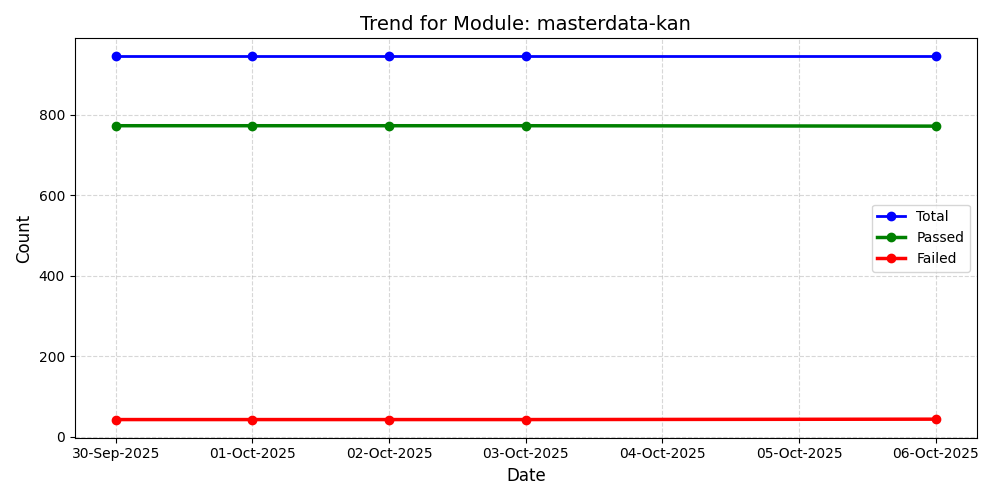 Trend for Module: masterdata-kan
Count
800
600
400
200
0
Total
Passed
Failed
30-Sep-2025 01-Oct-2025 02-Oct-2025 03-Oct-2025 04-Oct-2025 05-Oct-2025 06-Oct-2025
Date